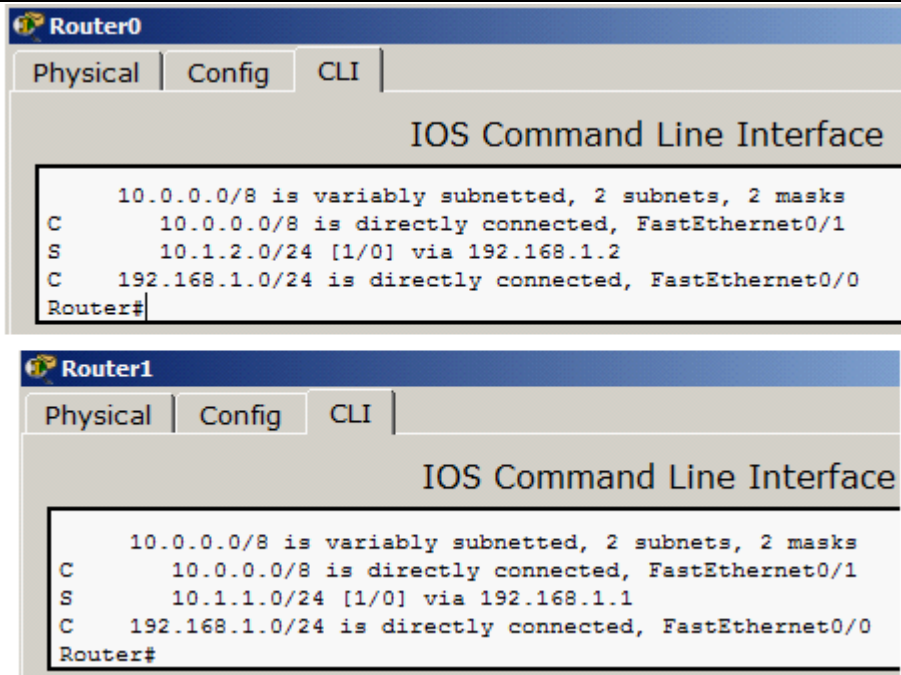 Router0
Physical Config CLI
IOS Command Line Interface
10.0.0.0/8 is variably subnetted, 2 subnets, 2 masks
C 10.0.0.0/8 is directly connected, FastEthernet0/1
S 10.1.2.0/24 [1/0] via 192.168.1.2
C 192.168.1.0/24 is directly connected, FastEthernet0/0
Router#
Router1
Physical Config CLI
IOS Command Line Interface
10.0.0.0/8 is variably subnetted, 2 subnets, 2 masks
C 10.0.0.0/8 is directly connected, FastEthernet0/1
S 10.1.1.0/24 [1/0] via 192.168.1.1
C 192.168.1.0/24 is directly connected, FastEthernet0/0
Router#